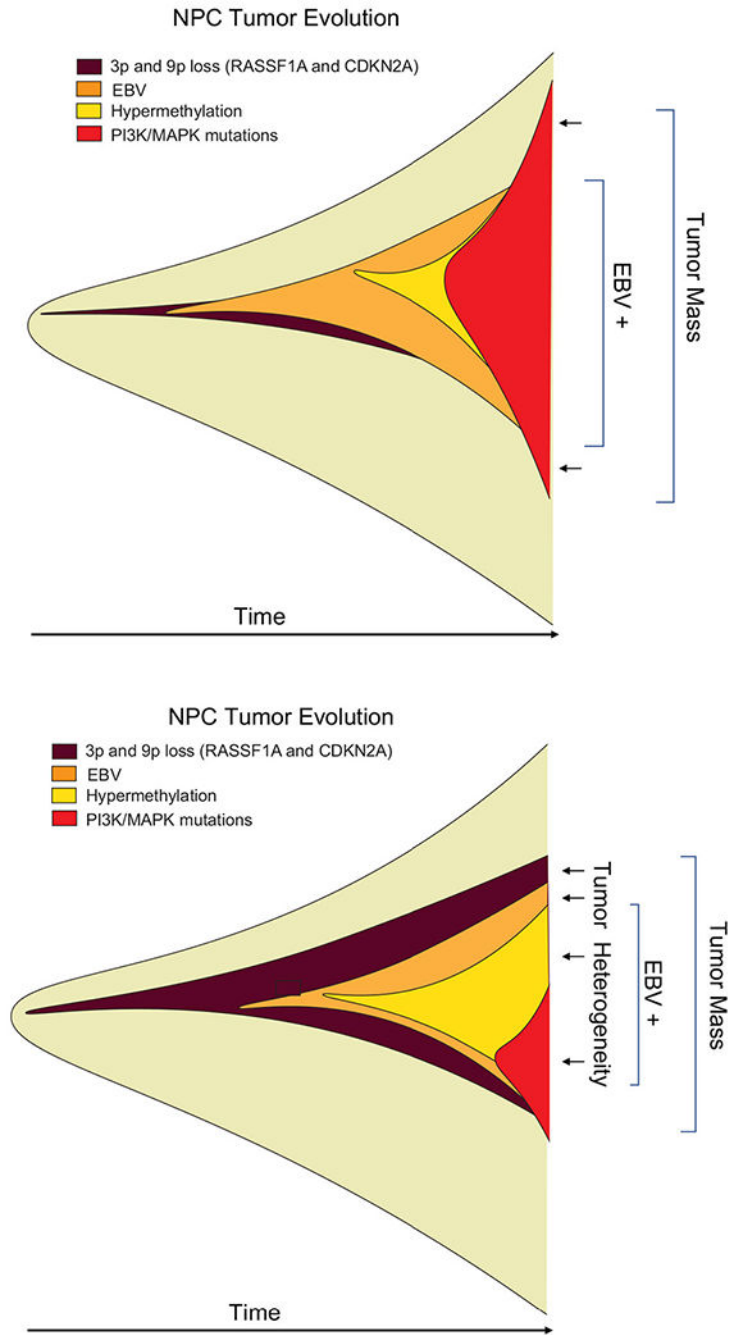 NPC Tumor Evolution
3p and 9p loss (RASSF1A and CDKN2A)
EBV
Hypermethylation
PI3K/MAPK mutations
EBV +
Tumor Mass
Time
NPC Tumor Evolution
3p and 9p loss (RASSF1A and CDKN2A)
EBV
Hypermethylation
PI3K/MAPK mutations
Tumor Heterogeneity
EBV +
Tumor Mass
Time